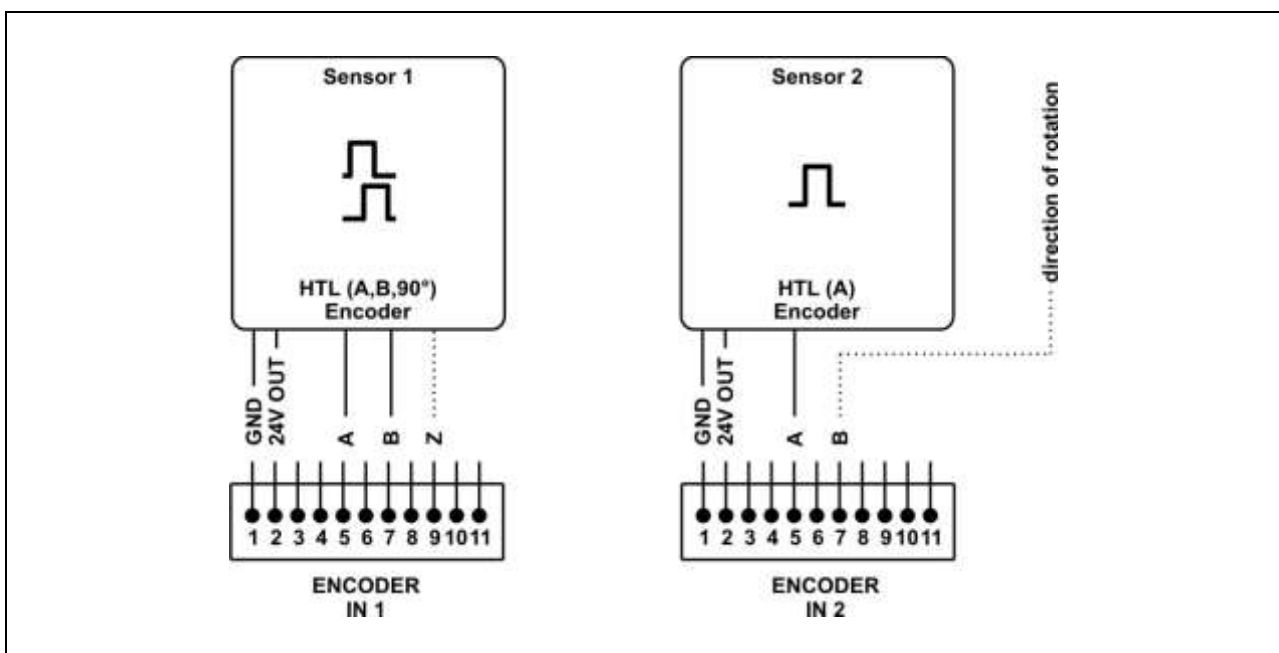 Sensor 1
HTL (A,B,90°)
Encoder
GND
24V OUT
A
B
Z
1 2 3 4 5 6 7 8 9 10 11
ENCODER
IN 1
Sensor 2
HTL (A)
Encoder
direction of rotation
GND
24V OUT
A
B
1 2 3 4 5 6 7 8 9 10 11
ENCODER
IN 2